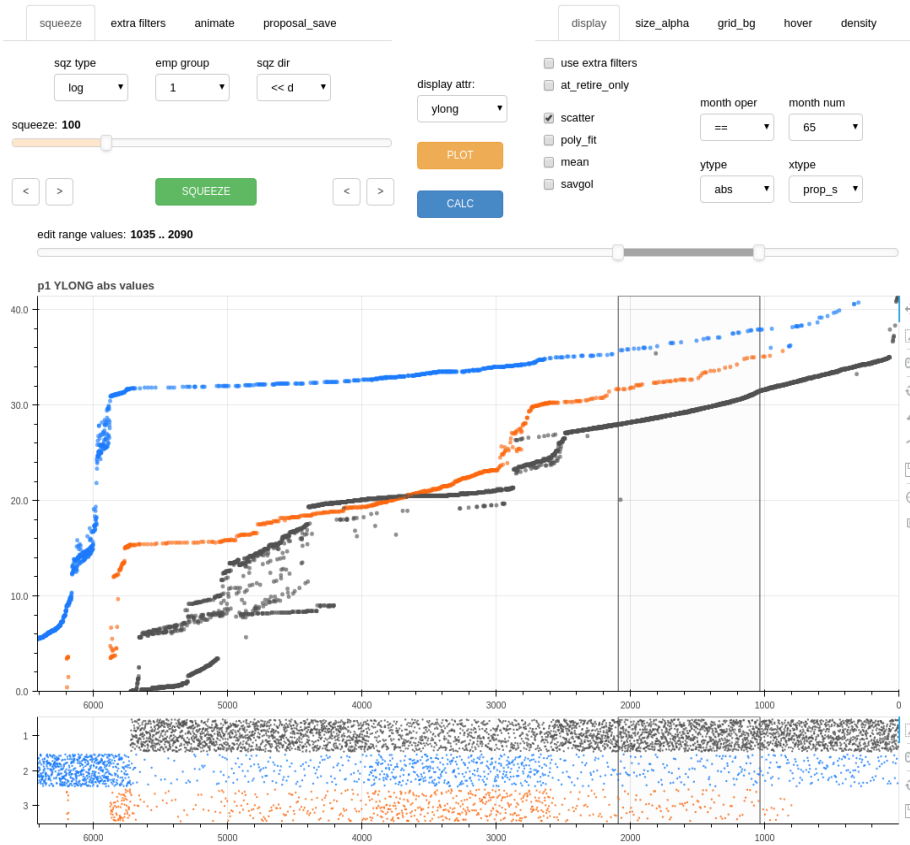 squeeze extra filters animate proposal_save
display size_alpha grid_bg hover density
sqz type emp group sqz dir
log 1 << d
squeeze: 100
< > SQUEEZE < >
display attr:
ylong
PLOT
CALC
use extra filters
at_retire_only
scatter
poly_fit
mean
savgol
month oper month num
== 65
ytype xtype
abs prop_s
edit range values: 1035 .. 2090
p1 YLONG abs values
40.0
30.0
20.0
10.0
0.0
6000 5000 4000 3000 2000 1000 0
1
2
3
6000 5000 4000 3000 2000 1000 0